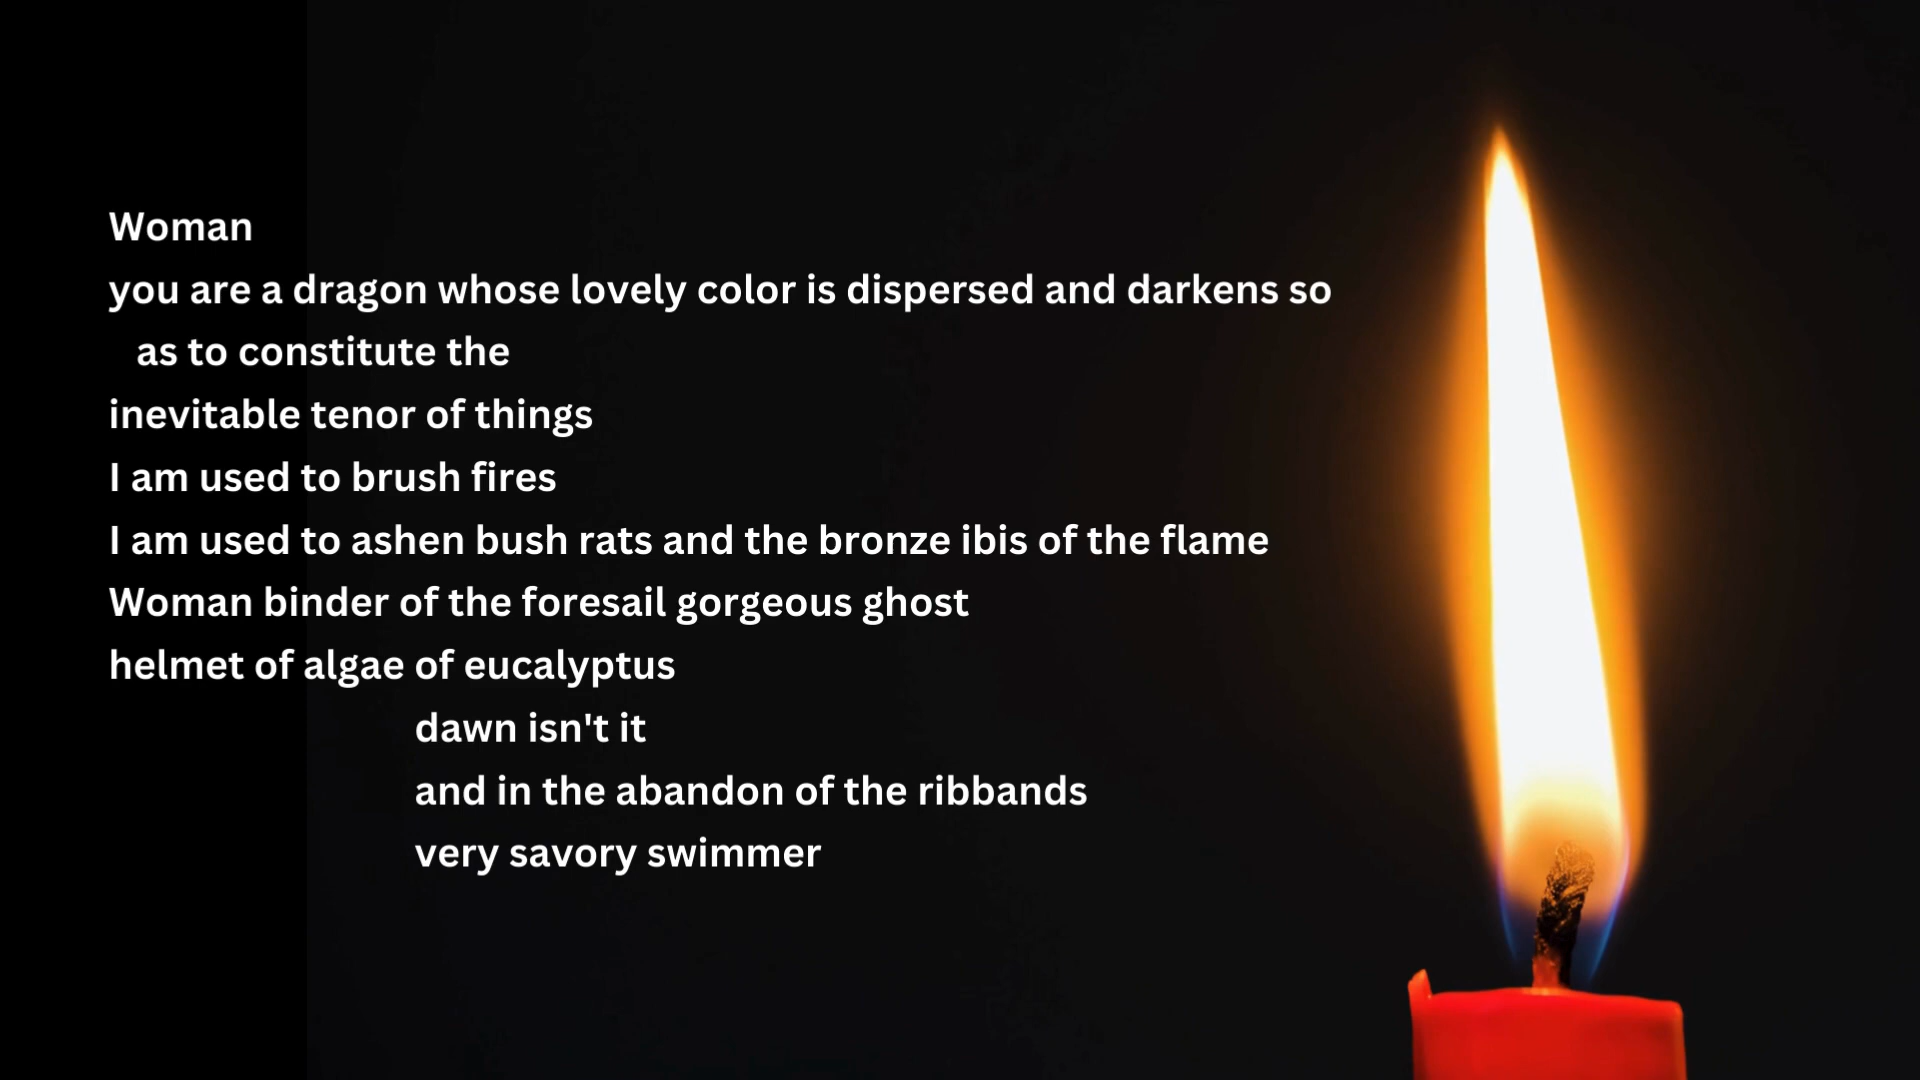 Woman
you are a dragon whose lovely color is dispersed and darkens so
as to constitute the
inevitable tenor of things
I am used to brush fires
I am used to ashen bush rats and the bronze ibis of the flame
Woman binder of the foresail gorgeous ghost
helmet of algae of eucalyptus
dawn isn't it
and in the abandon of the ribbands
very savory swimmer